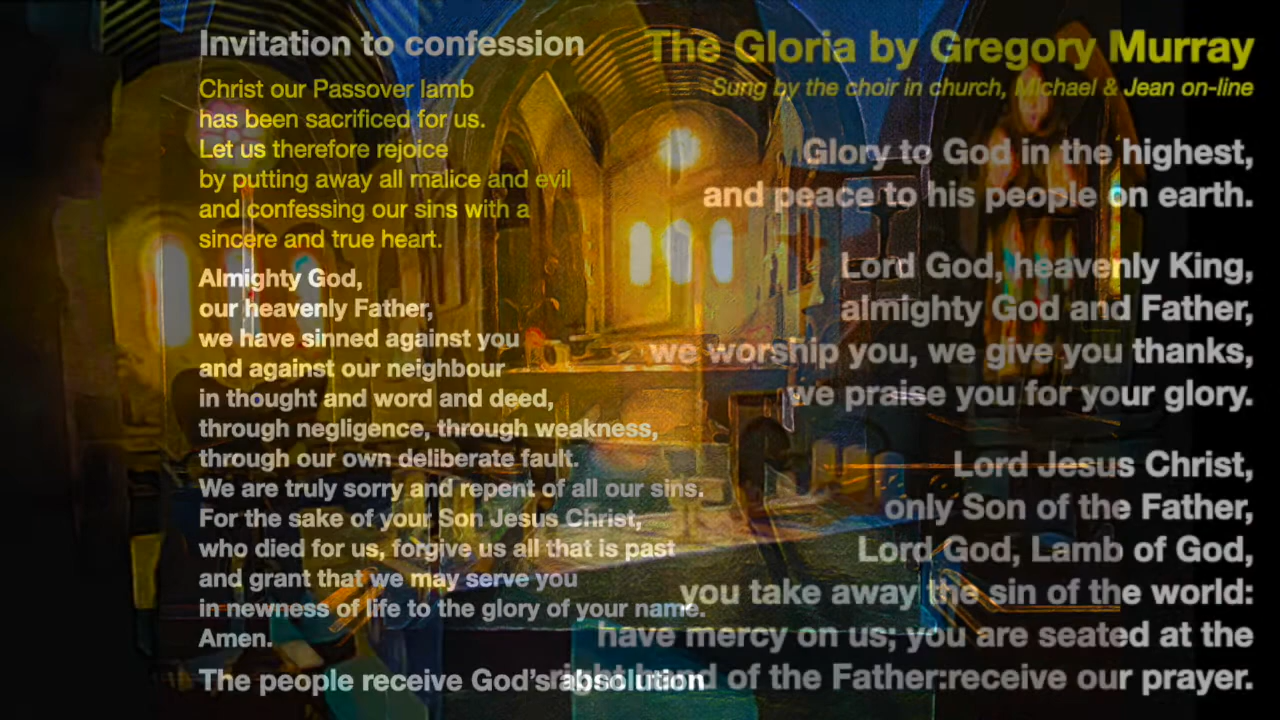 Invitation to confession
Christ our Passover lamb
has been sacrificed for us.
Let us therefore rejoice
by putting away all malice and evil
and confessing our sins with a
sincere and true heart.
Almighty God,
our heavenly Father,
we have sinned against you
and against our neighbour
in thought and word and deed,
through negligence, through weakness,
through our own deliberate fault.
We are truly sorry and repent of all our sins.
For the sake of your Son Jesus Christ,
who died for us, forgive us all that is past
and grant that we may serve you
in newness of life to the glory of your name.
Amen.
The people receive God's absolution
The Gloria by Gregory Murray
Sung by the choir in church, Michael & Jean on-line
Glory to God in the highest,
and peace to his people on earth.
Lord God, heavenly King,
almighty God and Father,
we worship you, we give you thanks,
we praise you for your glory.
Lord Jesus Christ,
only Son of the Father,
Lord God, Lamb of God,
you take away the sin of the world:
have mercy on us; you are seated at the
right hand of the Father:receive our prayer.